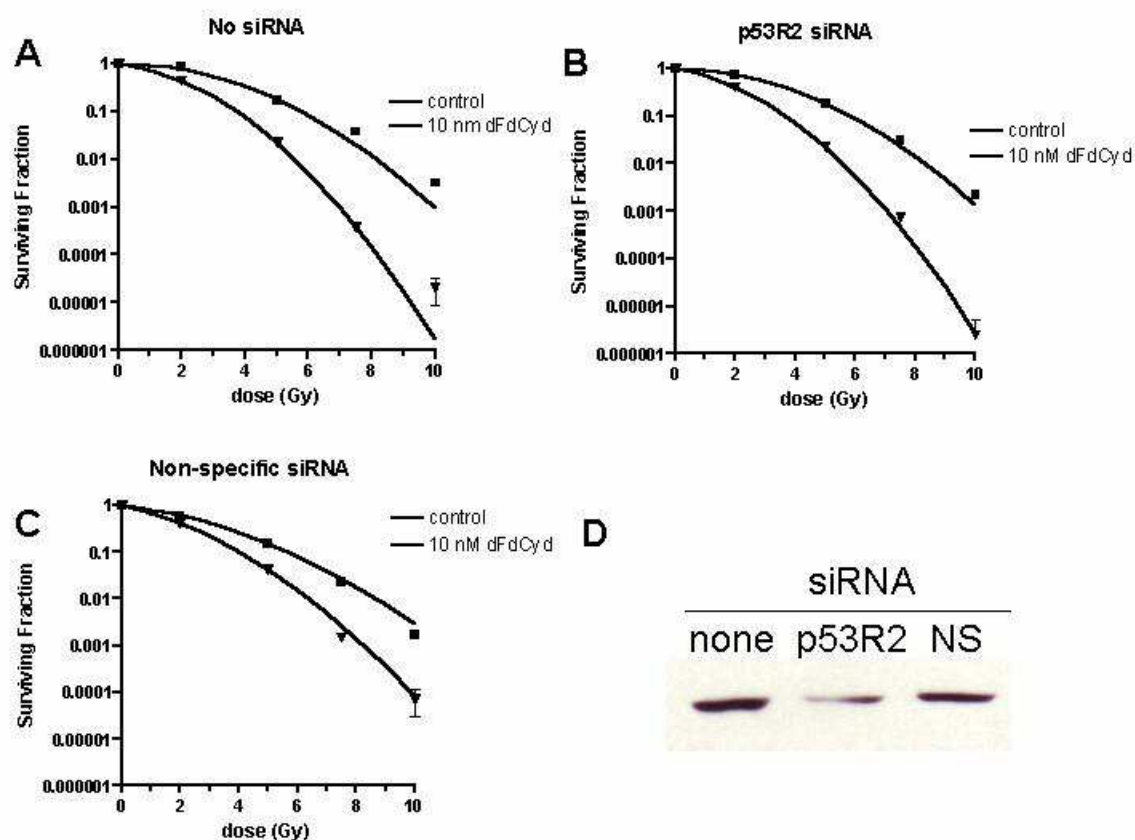 No siRNA
A
1
0.1
0.01
0.001
0.0001
0.00001
0.000001
Surviving Fraction
0 2 4 6 8 10
dose (Gy)
control
10 nm dFdCyd
p53R2 siRNA
B
1
0.1
0.01
0.001
0.0001
0.00001
0.000001
Surviving Fraction
0 2 4 6 8 10
dose (Gy)
control
10 nM dFdCyd
Non-specific siRNA
C
1
0.1
0.01
0.001
0.0001
0.00001
0.000001
Surviving Fraction
0 2 4 6 8 10
dose (Gy)
control
10 nM dFdCyd
D
siRNA
none p53R2 NS